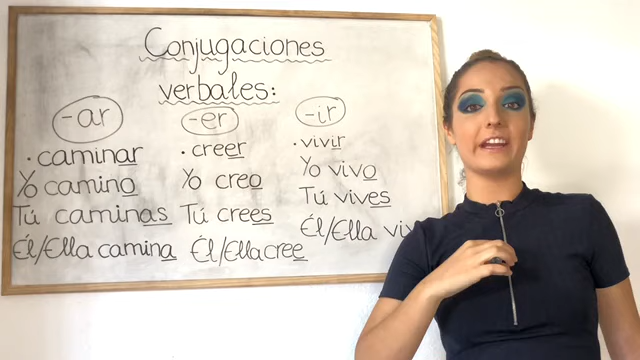 Conjugaciones
verbales:
-ar
· caminar
Yo camino
Tú caminas
Él/Ella camina
-er
· creer
Yo creo
Tú crees
Él/Ella cree
-ir
· vivir
Yo vivo
Tú vives
Él/Ella viv